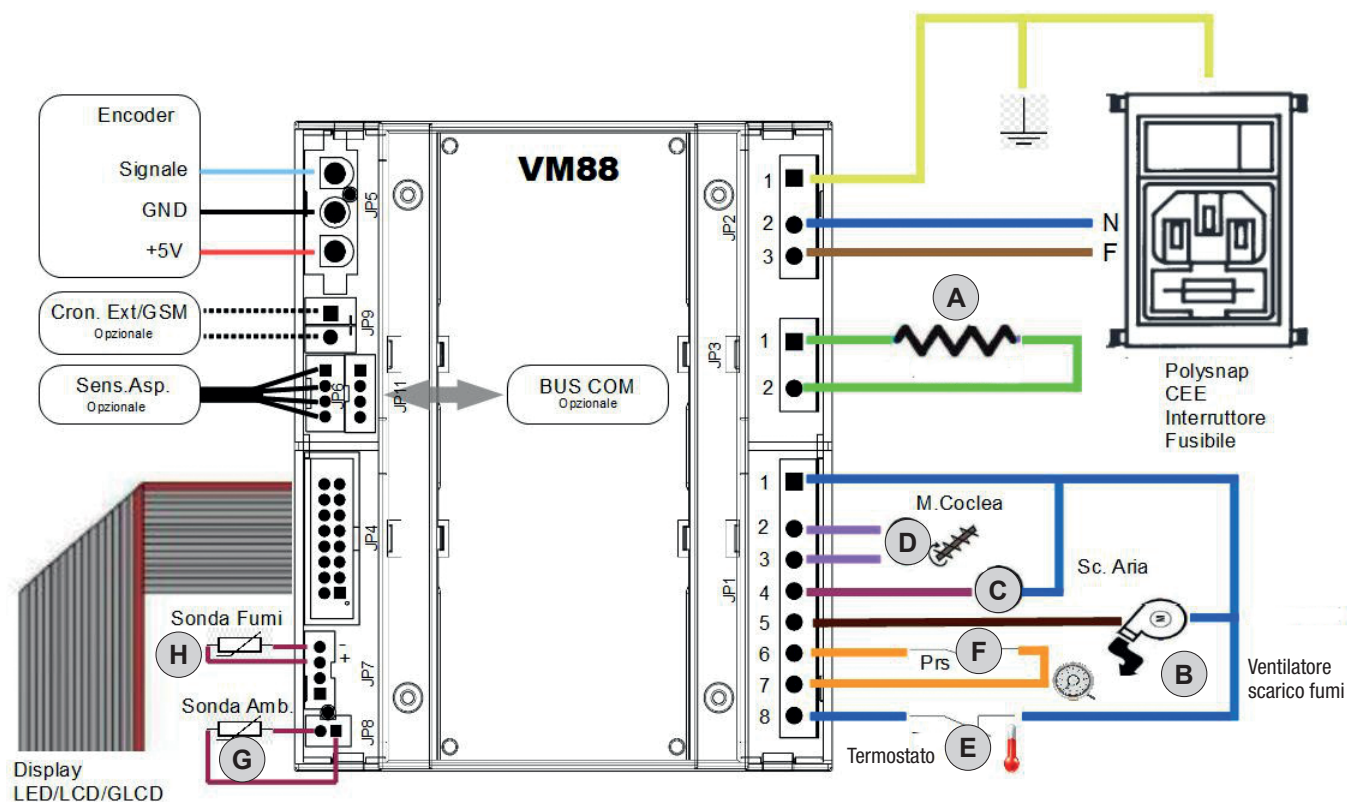 Encoder
Signale
GND
+5V
Cron. Ext/GSM
Opzionale
Sens.Asp.
Opzionale
JP5
JP9
JP6
JP11
VM88
BUS COM
Opzionale
JP4
Sonda Fumi
H
-
+
JP7
Sonda Amb.
G
JP8
Display
LED/LCD/GLCD
JP2
1
2
3
N
F
A
JP3
1
2
Polysnap
CEE
Interruttore
Fusibile
JP1
1
2
3
4
5
6
7
8
M.Coclea
D
C
Sc. Aria
M
B
Prs
F
Ventilatore
scarico fumi
Termostato
E